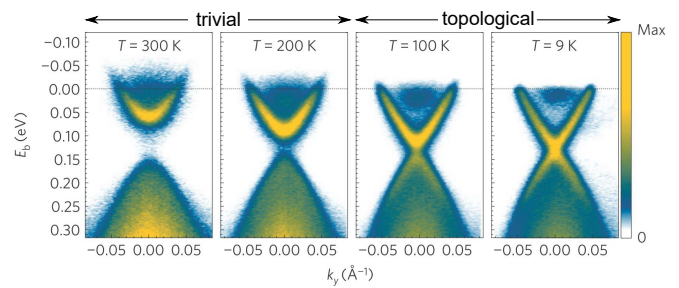 trivial topological
Max
T = 300 K T = 200 K T = 100 K T = 9 K
−0.10
−0.05
0.00
0.05
0.10
0.15
0.20
0.25
0.30
E_b (eV)
0
−0.05 0.00 0.05 −0.05 0.00 0.05 −0.05 0.00 0.05 −0.05 0.00 0.05
k_y (Å⁻¹)